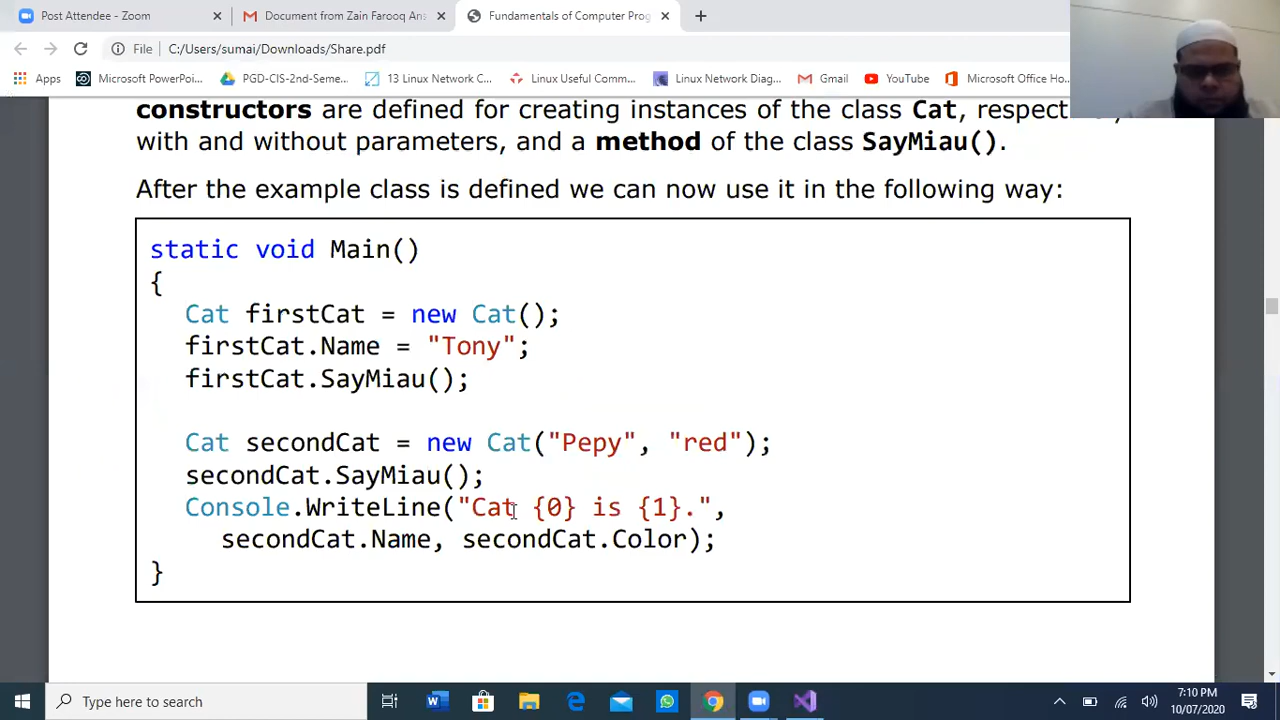 Post Attendee - Zoom
Document from Zain Farooq Ans
Fundamentals of Computer Prog
File C:/Users/sumai/Downloads/Share.pdf
Apps Microsoft PowerPoi... PGD-CIS-2nd-Seme... 13 Linux Network C... Linux Useful Comm... Linux Network Diag... Gmail YouTube Microsoft Office Ho
constructors are defined for creating instances of the class Cat,
with and without parameters, and a method of the class SayMiau().
After the example class is defined we can now use it in the following way:
static void Main()
{
Cat firstCat = new Cat();
firstCat.Name = "Tony";
firstCat.SayMiau();
Cat secondCat = new Cat("Pepy", "red");
secondCat.SayMiau();
Console.WriteLine("Cat {0} is {1}.",
secondCat.Name, secondCat.Color);
}
Type here to search
7:10 PM
10/07/2020